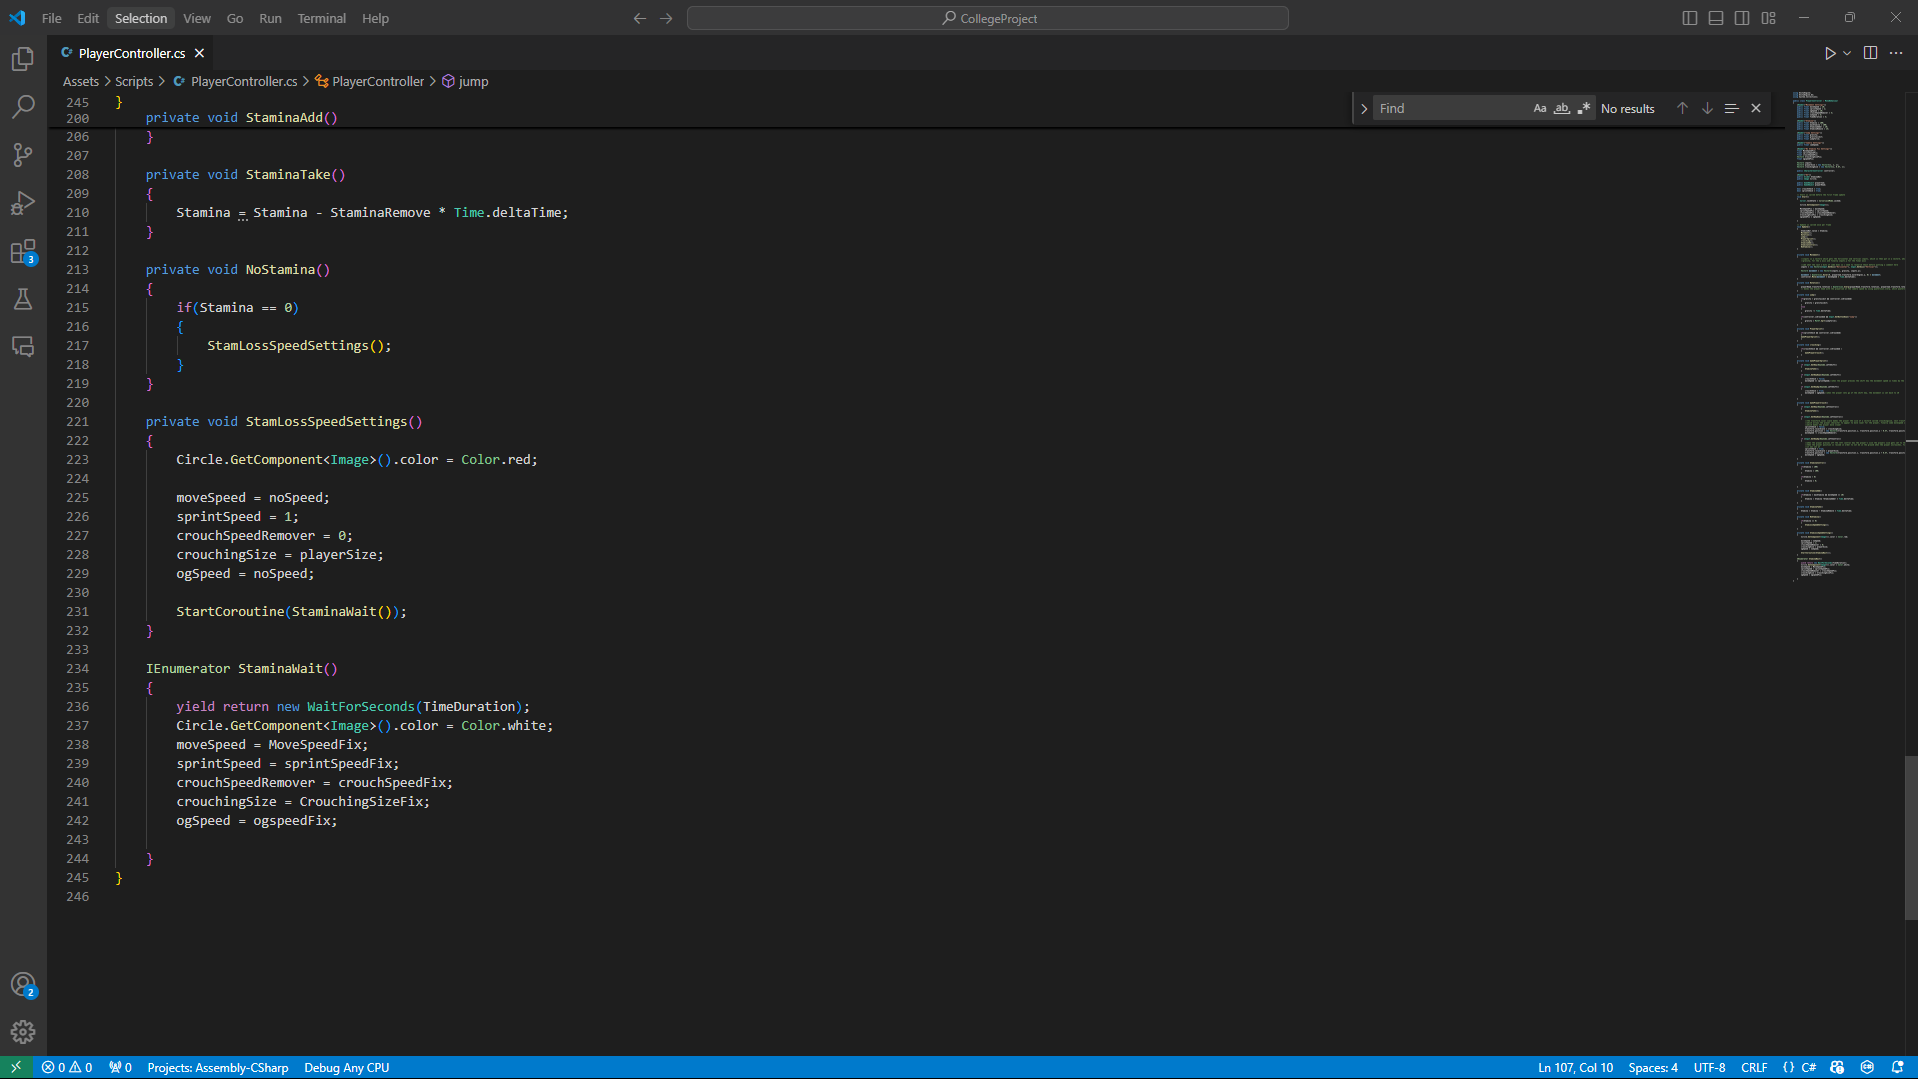 File Edit Selection View Go Run Terminal Help
CollegeProject
PlayerController.cs
Assets > Scripts > PlayerController.cs > PlayerController > jump
Find Aa ab No results
245 }
200 private void StaminaAdd()
206 }
207
208 private void StaminaTake()
209 {
210 Stamina = Stamina - StaminaRemove * Time.deltaTime;
211 }
212
213 private void NoStamina()
214 {
215 if(Stamina == 0)
216 {
217 StamLossSpeedSettings();
218 }
219 }
220
221 private void StamLossSpeedSettings()
222 {
223 Circle.GetComponent<Image>().color = Color.red;
224
225 moveSpeed = noSpeed;
226 sprintSpeed = 1;
227 crouchSpeedRemover = 0;
228 crouchingSize = playerSize;
229 ogSpeed = noSpeed;
230
231 StartCoroutine(StaminaWait());
232 }
233
234 IEnumerator StaminaWait()
235 {
236 yield return new WaitForSeconds(TimeDuration);
237 Circle.GetComponent<Image>().color = Color.white;
238 moveSpeed = MoveSpeedFix;
239 sprintSpeed = sprintSpeedFix;
240 crouchSpeedRemover = crouchSpeedFix;
241 crouchingSize = CrouchingSizeFix;
242 ogSpeed = ogspeedFix;
243
244 }
245 }
246
3
2
0 0 0 Projects: Assembly-CSharp Debug Any CPU Ln 107, Col 10 Spaces: 4 UTF-8 CRLF {} C#